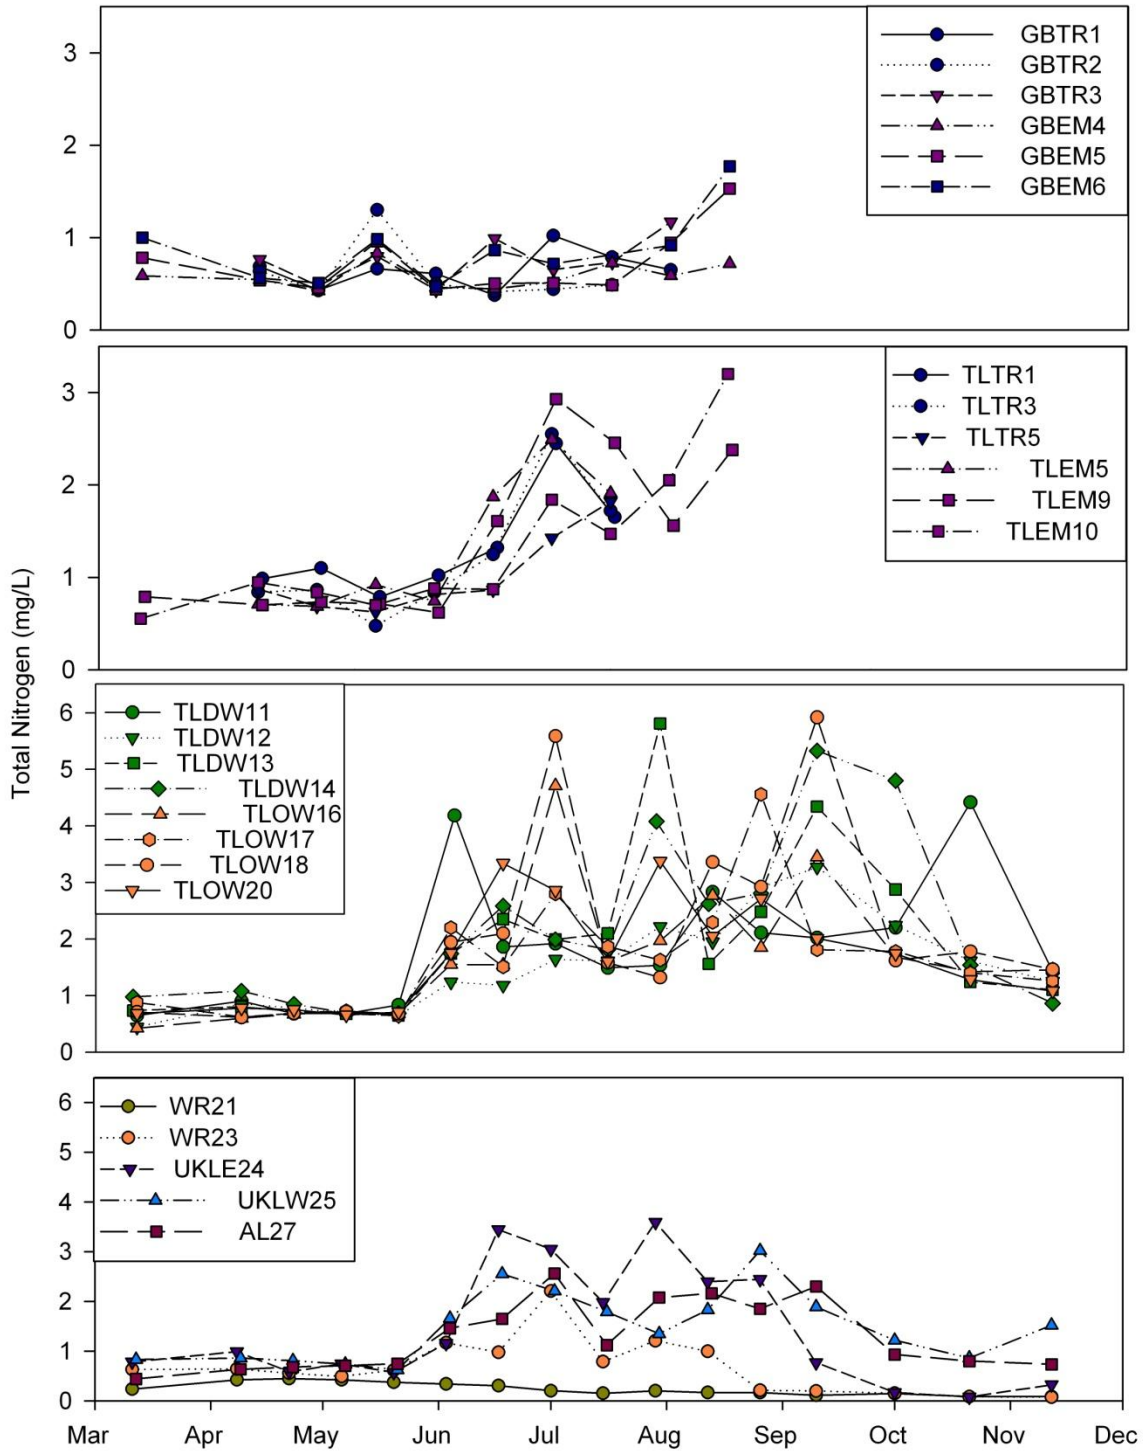 3
2
1
0
GBTR1
GBTR2
GBTR3
GBEM4
GBEM5
GBEM6
3
2
1
0
TLTR1
TLTR3
TLTR5
TLEM5
TLEM9
TLEM10
Total Nitrogen (mg/L)
6
5
4
3
2
1
0
TLDW11
TLDW12
TLDW13
TLDW14
TLOW16
TLOW17
TLOW18
TLOW20
6
5
4
3
2
1
0
WR21
WR23
UKLE24
UKLW25
AL27
Mar Apr May Jun Jul Aug Sep Oct Nov Dec